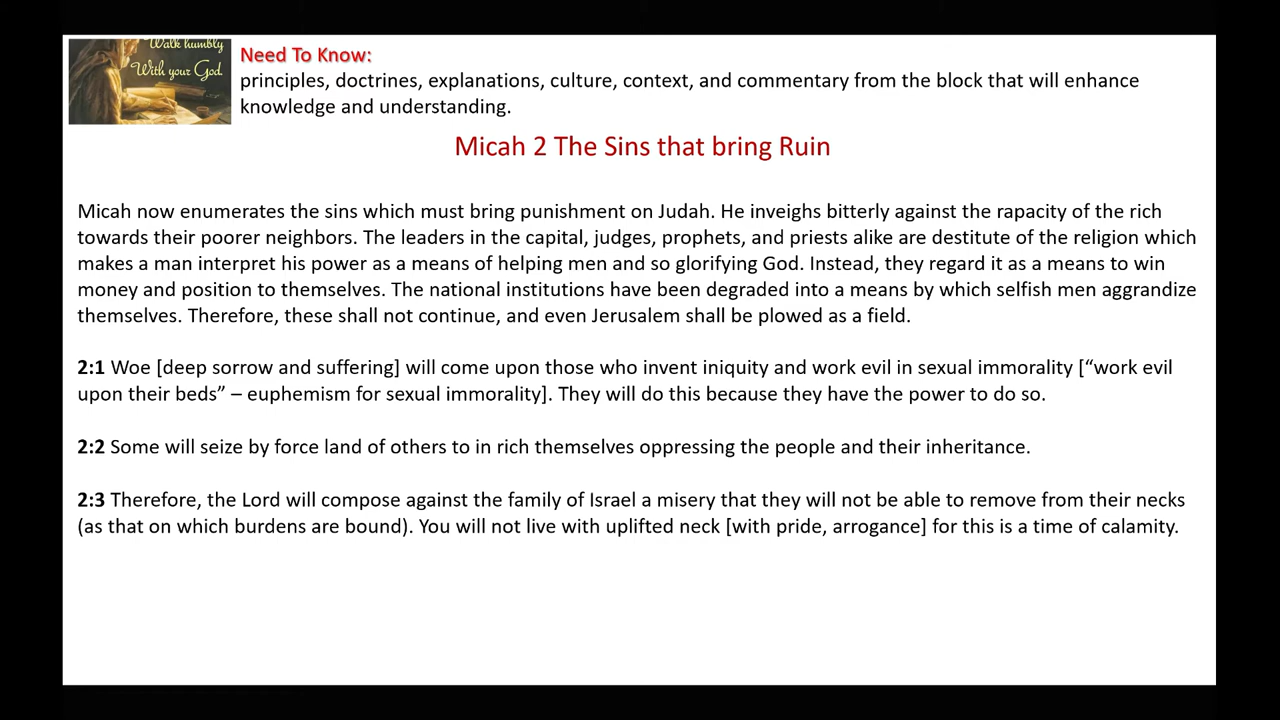 Walk humbly
With your God.
Need To Know:
principles, doctrines, explanations, culture, context, and commentary from the block that will enhance
knowledge and understanding.
Micah 2 The Sins that bring Ruin
Micah now enumerates the sins which must bring punishment on Judah. He inveighs bitterly against the rapacity of the rich
towards their poorer neighbors. The leaders in the capital, judges, prophets, and priests alike are destitute of the religion which
makes a man interpret his power as a means of helping men and so glorifying God. Instead, they regard it as a means to win
money and position to themselves. The national institutions have been degraded into a means by which selfish men aggrandize
themselves. Therefore, these shall not continue, and even Jerusalem shall be plowed as a field.
2:1 Woe [deep sorrow and suffering] will come upon those who invent iniquity and work evil in sexual immorality [“work evil
upon their beds” – euphemism for sexual immorality]. They will do this because they have the power to do so.
2:2 Some will seize by force land of others to in rich themselves oppressing the people and their inheritance.
2:3 Therefore, the Lord will compose against the family of Israel a misery that they will not be able to remove from their necks
(as that on which burdens are bound). You will not live with uplifted neck [with pride, arrogance] for this is a time of calamity.